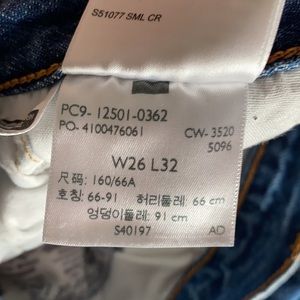 S51077 SML CR
PC9- 12501-0362
PO- 4100476061 CW- 3520
5096
W26 L32
尺码: 160/66A
호칭: 66-91 허리둘레 66 cm
엉덩이둘레: 91 cm
S40197 AD